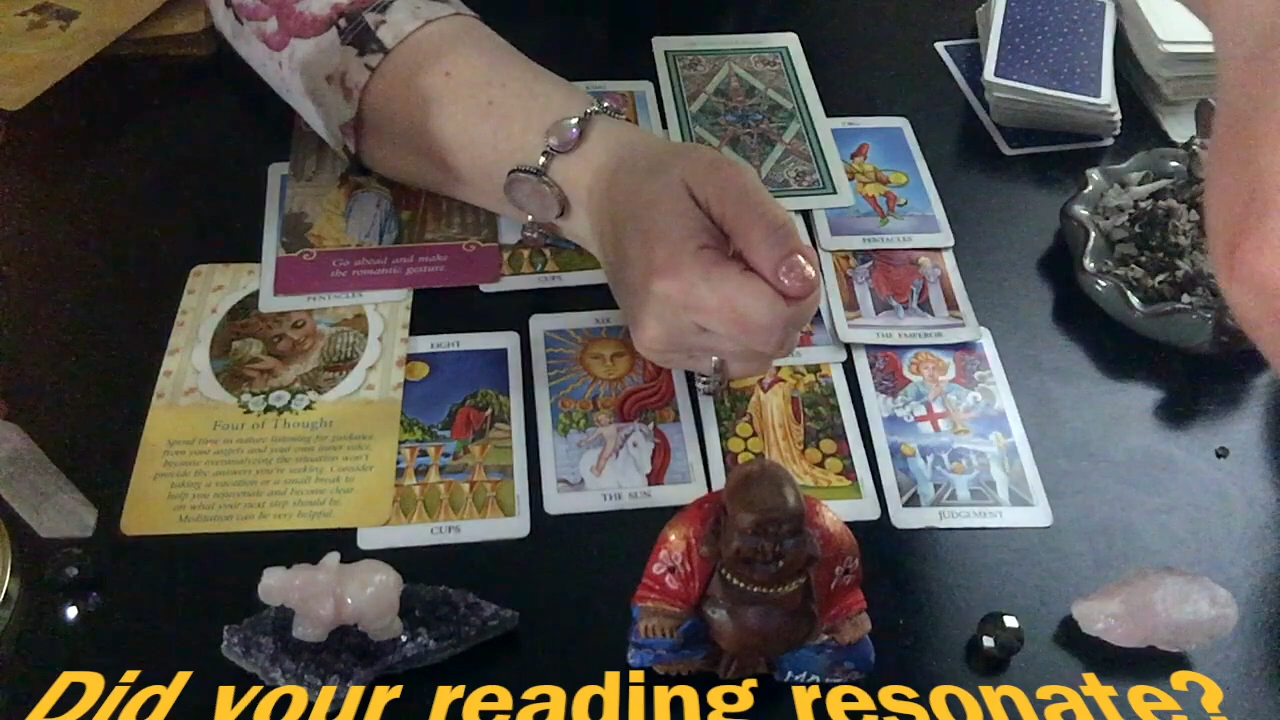 KING
TWO
PENTACLES
Go ahead and make
the romantic gesture.
PENTACLES
CUPS
THE EMPEROR
XIX
EIGHT
Four of Thought
Spend time in nature listening for guidance
from your angels and your own inner voice,
because overanalyzing the situation won't
provide the answers you're seeking. Consider
taking a vacation or a small break to
help you rejuvenate and become clear
on what your next step should be.
Meditation can be very helpful.
CUPS
THE SUN
JUDGEMENT
Did your reading resonate?